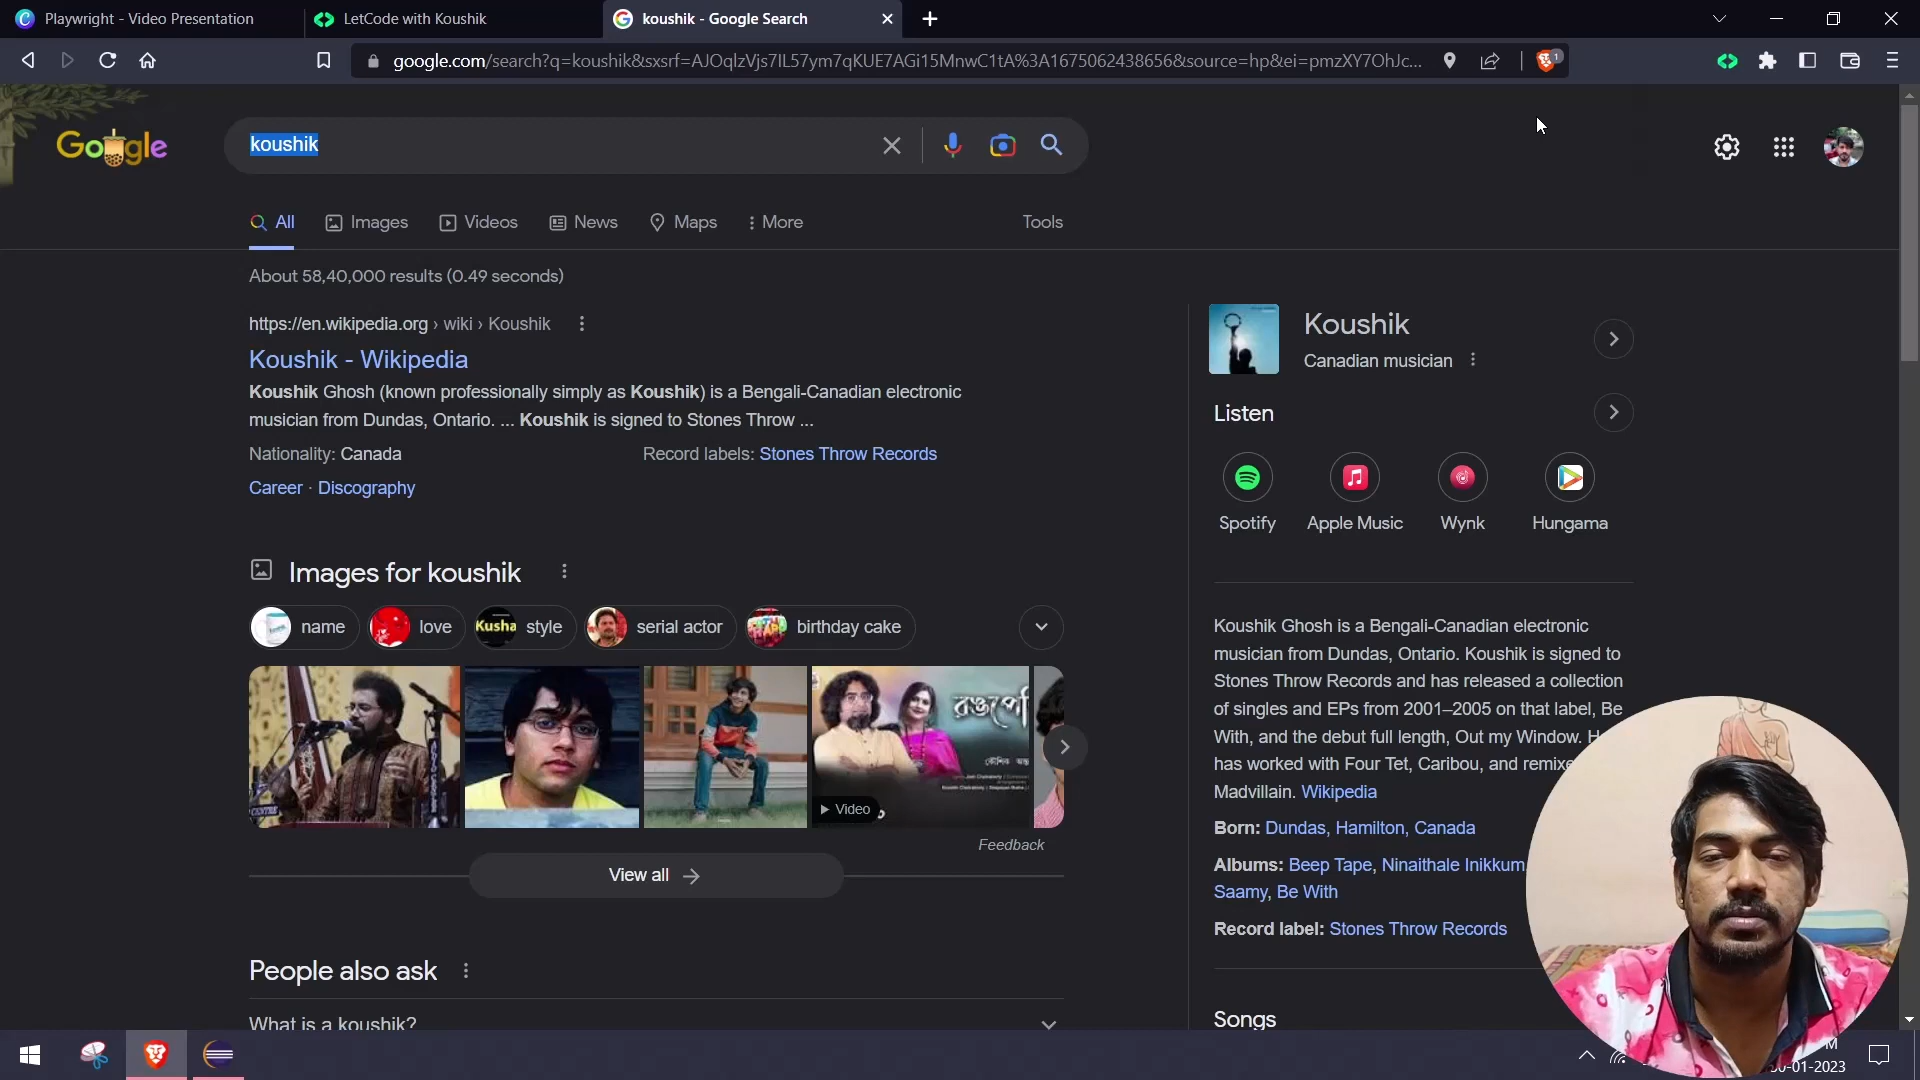 Playwright - Video Presentation
LetCode with Koushik
koushik - Google Search
google.com/search?q=koushik&sxsrf=AJOqlzVjs7IL57ym7qKUE7AGi15MnwC1tA%3A1675062438656&source=hp&ei=pmzXY7OhJc...
1
Google
koushik
All
Images
Videos
News
Maps
More
Tools
About 58,40,000 results (0.49 seconds)
https://en.wikipedia.org › wiki › Koushik
Koushik - Wikipedia
Koushik Ghosh (known professionally simply as Koushik) is a Bengali-Canadian electronic
musician from Dundas, Ontario. ... Koushik is signed to Stones Throw ...
Nationality: Canada
Record labels: Stones Throw Records
Career · Discography
Images for koushik
name
love
Kusha
style
serial actor
birthday cake
রঙপে
কৌশিক
Video
Feedback
View all
People also ask
What is a koushik?
Koushik
Canadian musician
Listen
Spotify
Apple Music
Wynk
Hungama
Koushik Ghosh is a Bengali-Canadian electronic
musician from Dundas, Ontario. Koushik is signed to
Stones Throw Records and has released a collection
of singles and EPs from 2001–2005 on that label, Be
With, and the debut full length, Out my Window. H
has worked with Four Tet, Caribou, and remixe
Madvillain. Wikipedia
Born: Dundas, Hamilton, Canada
Albums: Beep Tape, Ninaithale Inikkum
Saamy, Be With
Record label: Stones Throw Records
Songs
M
0-01-2023